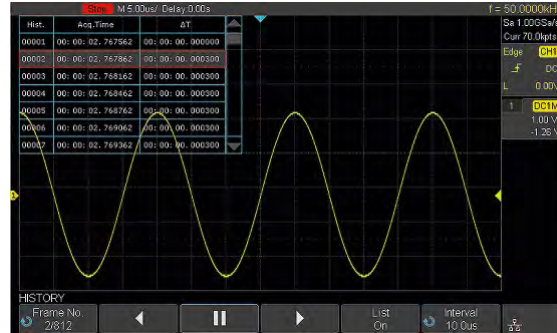 Stop M 5.00us/ Delay:0.00s f = 50.0000kHz
Hist. Acq.Time ΔT
00001 00: 00: 02. 767562 00: 00: 00. 000000
00002 00: 00: 02. 767862 00: 00: 00. 000300
00003 00: 00: 02. 768162 00: 00: 00. 000300
00004 00: 00: 02. 768462 00: 00: 00. 000300
00005 00: 00: 02. 768762 00: 00: 00. 000300
00006 00: 00: 02. 769062 00: 00: 00. 000300
00007 00: 00: 02. 769362 00: 00: 00. 000300
Sa 1.00GSa/s
Curr 70.0kpts
Edge CH1
DC
L 0.00V
1 DC1M
1.00 V
-1.26 V
1
HISTORY
Frame No.
2/812
List
On
Interval
10.0us